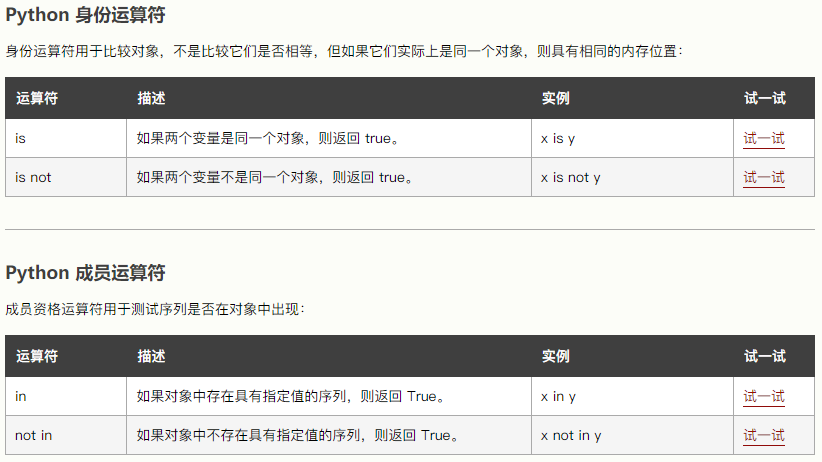 Python 身份运算符
身份运算符用于比较对象，不是比较它们是否相等，但如果它们实际上是同一个对象，则具有相同的内存位置：
运算符 描述 实例 试一试
is 如果两个变量是同一个对象，则返回 true。 x is y 试一试
is not 如果两个变量不是同一个对象，则返回 true。 x is not y 试一试
Python 成员运算符
成员资格运算符用于测试序列是否在对象中出现：
运算符 描述 实例 试一试
in 如果对象中存在具有指定值的序列，则返回 True。 x in y 试一试
not in 如果对象中不存在具有指定值的序列，则返回 True。 x not in y 试一试